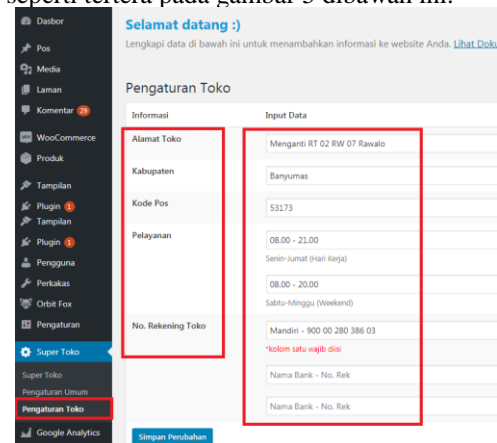 seperti tertera pada gambar 5 dibawah ini.
Dasbor
Pos
Media
Laman
Komentar 29
WooCommerce
Produk
Tampilan
Plugin 1
Tampilan
Plugin 1
Pengguna
Perkakas
Orbit Fox
Pengaturan
Super Toko
Super Toko
Pengaturan Umum
Pengaturan Toko
Google Analytics
Selamat datang :)
Lengkapi data di bawah ini untuk menambahkan informasi ke website Anda. Lihat Doku
Pengaturan Toko
Informasi Input Data
Alamat Toko Menganti RT 02 RW 07 Rawalo
Kabupaten Banyumas
Kode Pos 53173
Pelayanan 08.00 - 21.00
Senin-Jumat (Hari Kerja)
08.00 - 20.00
Sabtu-Minggu (Weekend)
No. Rekening Toko Mandiri - 900 00 280 386 03
*kolom satu wajib diisi
Nama Bank - No. Rek
Nama Bank - No. Rek
Simpan Perubahan